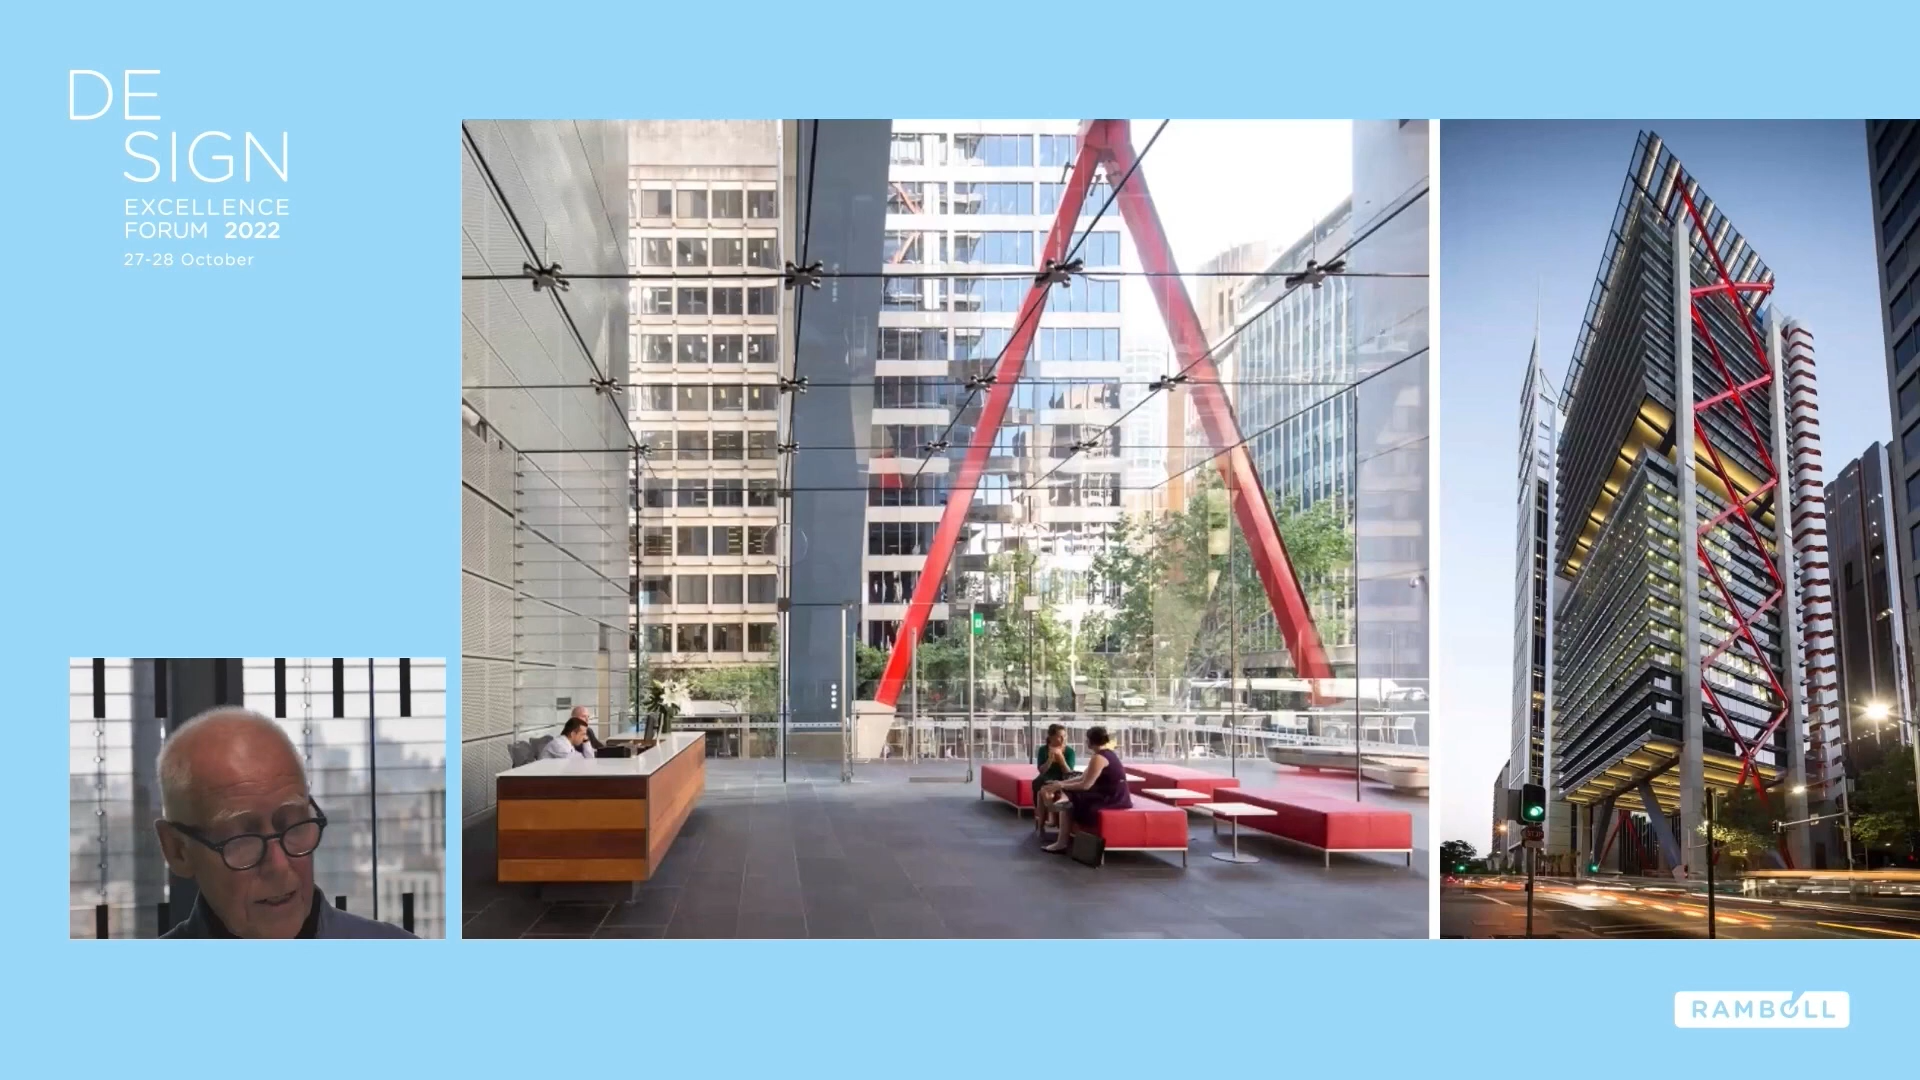 DE
SIGN
EXCELLENCE
FORUM 2022
27-28 October
RAMBOLL